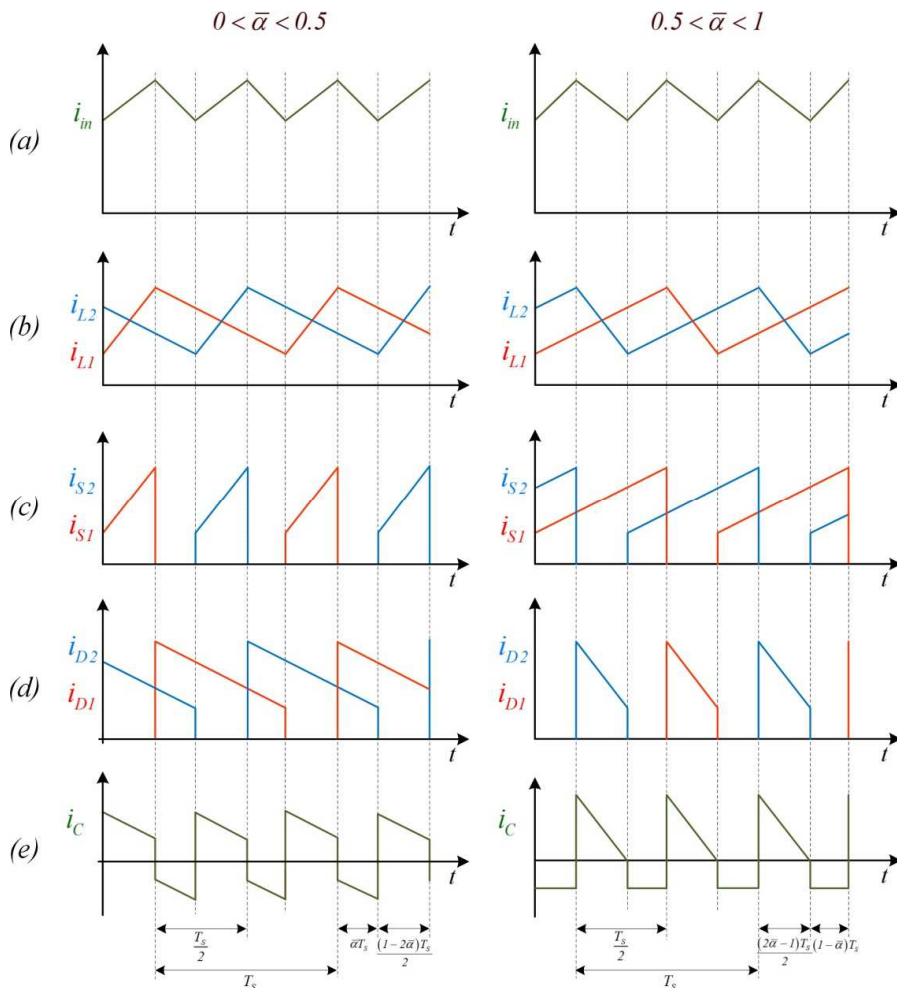 0 < ᾱ < 0.5
0.5 < ᾱ < 1
(a)
i_in
t
i_in
t
(b)
i_L2
i_L1
t
i_L2
i_L1
t
(c)
i_S2
i_S1
t
i_S2
i_S1
t
(d)
i_D2
i_D1
t
i_D2
i_D1
t
(e)
i_C
t
i_C
t
T_s/2
ᾱT_s
(1-2ᾱ)T_s/2
T_s
T_s/2
(2ᾱ-1)T_s/2
(1-ᾱ)T_s
T_s